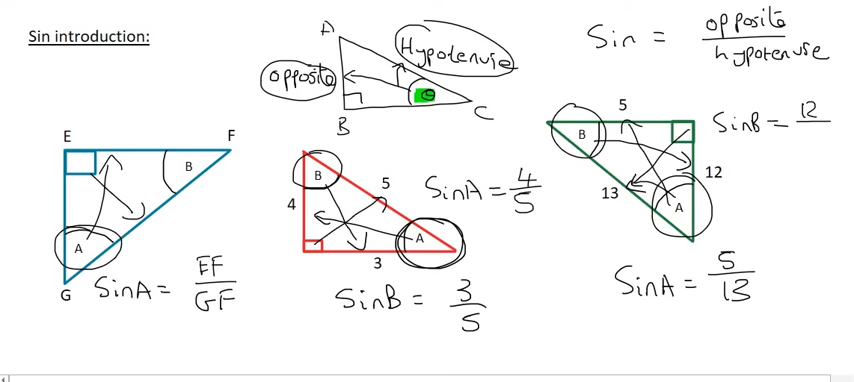 Sin introduction:
A
Hypotenuse
opposite
θ
B
C
Sin = opposite
hypotenuse
E
F
B
A
G
SinA = EF
GF
B
4
5
A
3
SinA = 4
5
SinB = 3
5
5
B
SinB = 12
12
13
A
SinA = 5
13